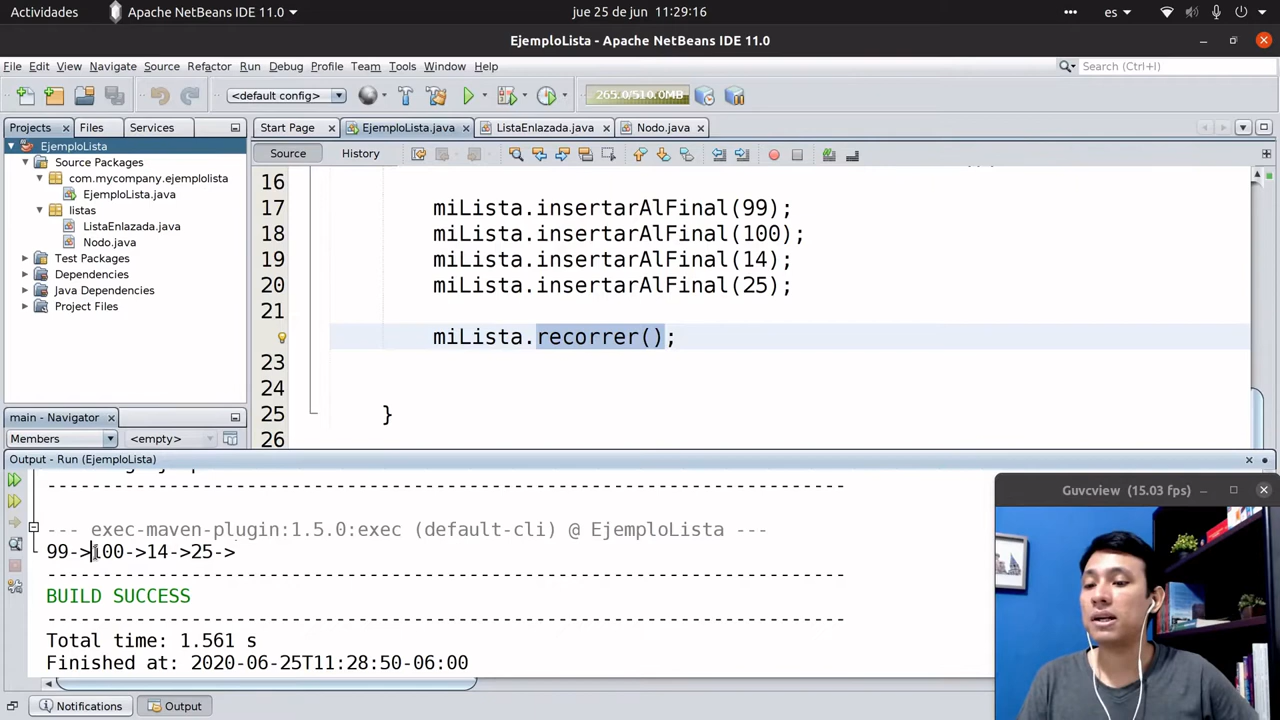 Actividades
Apache NetBeans IDE 11.0
jue 25 de jun 11:29:16
es
EjemploLista - Apache NetBeans IDE 11.0
File Edit View Navigate Source Refactor Run Debug Profile Team Tools Window Help
Search (Ctrl+I)
<default config>
265.0/510.0MB
Projects
Files
Services
Start Page
EjemploLista.java
ListaEnlazada.java
Nodo.java
Source
History
EjemploLista
Source Packages
com.mycompany.ejemplolista
EjemploLista.java
listas
ListaEnlazada.java
Nodo.java
Test Packages
Dependencies
Java Dependencies
Project Files
16
17 miLista.insertarAlFinal(99);
18 miLista.insertarAlFinal(100);
19 miLista.insertarAlFinal(14);
20 miLista.insertarAlFinal(25);
21
miLista.recorrer();
23
24
25 }
26
main - Navigator
Members
<empty>
Output - Run (EjemploLista)
------------------------------------------------------------------------
--- exec-maven-plugin:1.5.0:exec (default-cli) @ EjemploLista ---
99->100->14->25->
------------------------------------------------------------------------
BUILD SUCCESS
------------------------------------------------------------------------
Total time: 1.561 s
Finished at: 2020-06-25T11:28:50-06:00
Guvcview (15.03 fps)
Notifications
Output